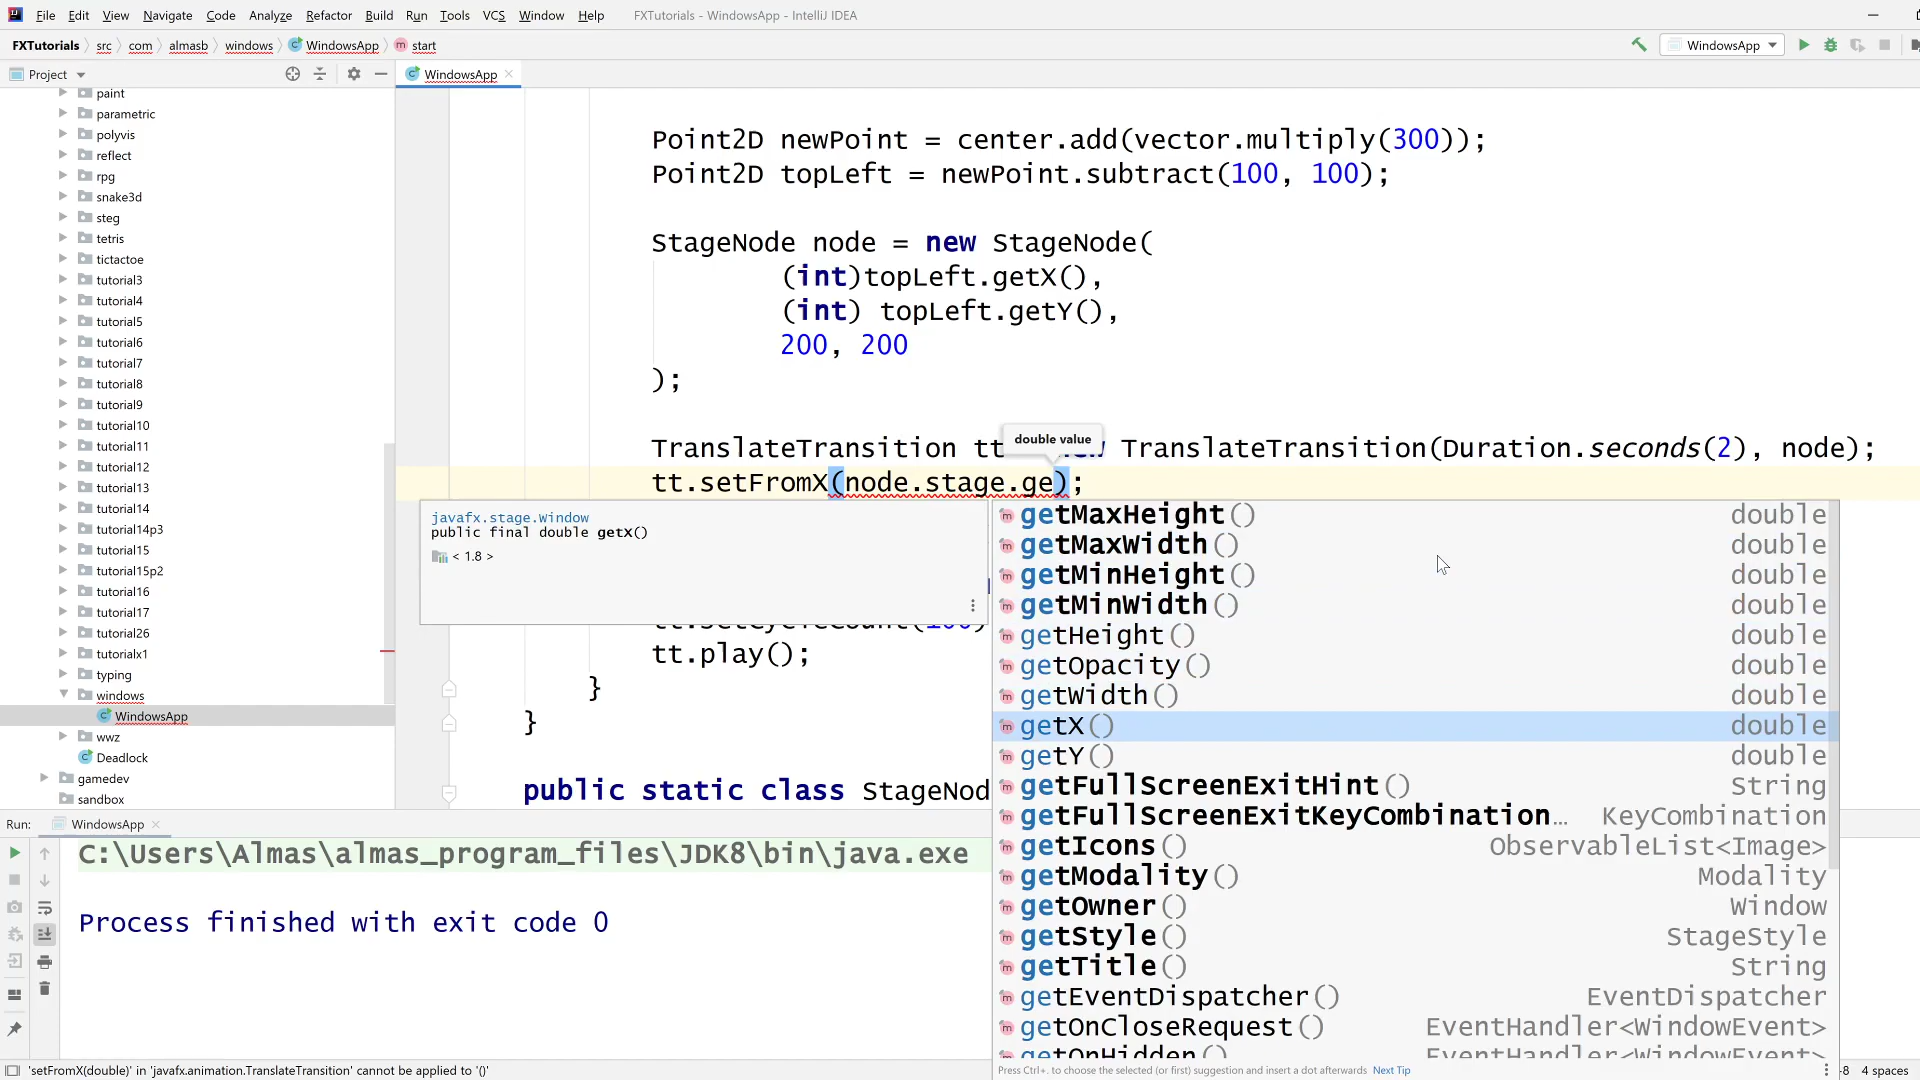 File Edit View Navigate Code Analyze Refactor Build Run Tools VCS Window Help FXTutorials - WindowsApp - IntelliJ IDEA
FXTutorials src com almasb windows WindowsApp start WindowsApp
Project WindowsApp
paint
parametric
polyvis
reflect
rpg
snake3d
steg
tetris
tictactoe
tutorial3
tutorial4
tutorial5
tutorial6
tutorial7
tutorial8
tutorial9
tutorial10
tutorial11
tutorial12
tutorial13
tutorial14
tutorial14p3
tutorial15
tutorial15p2
tutorial16
tutorial17
tutorial26
tutorialx1
typing
windows
WindowsApp
wwz
Deadlock
gamedev
sandbox
Point2D newPoint = center.add(vector.multiply(300));
Point2D topLeft = newPoint.subtract(100, 100);
StageNode node = new StageNode(
(int)topLeft.getX(),
(int) topLeft.getY(),
200, 200
);
double value
TranslateTransition tt new TranslateTransition(Duration.seconds(2), node);
tt.setFromX(node.stage.ge);
javafx.stage.Window
public final double getX()
< 1.8 >
tt.setCycleCount(100)
tt.play();
}
}
public static class StageNod
getMaxHeight() double
getMaxWidth() double
getMinHeight() double
getMinWidth() double
getHeight() double
getOpacity() double
getWidth() double
getX() double
getY() double
getFullScreenExitHint() String
getFullScreenExitKeyCombination… KeyCombination
getIcons() ObservableList<Image>
getModality() Modality
getOwner() Window
getStyle() StageStyle
getTitle() String
getEventDispatcher() EventDispatcher
getOnCloseRequest() EventHandler<WindowEvent>
getOnHidden() EventHandler<WindowEvent>
Press Ctrl+. to choose the selected (or first) suggestion and insert a dot afterwards Next Tip
Run: WindowsApp
C:\Users\Almas\almas_program_files\JDK8\bin\java.exe
Process finished with exit code 0
'setFromX(double)' in 'javafx.animation.TranslateTransition' cannot be applied to '()' -8 4 spaces